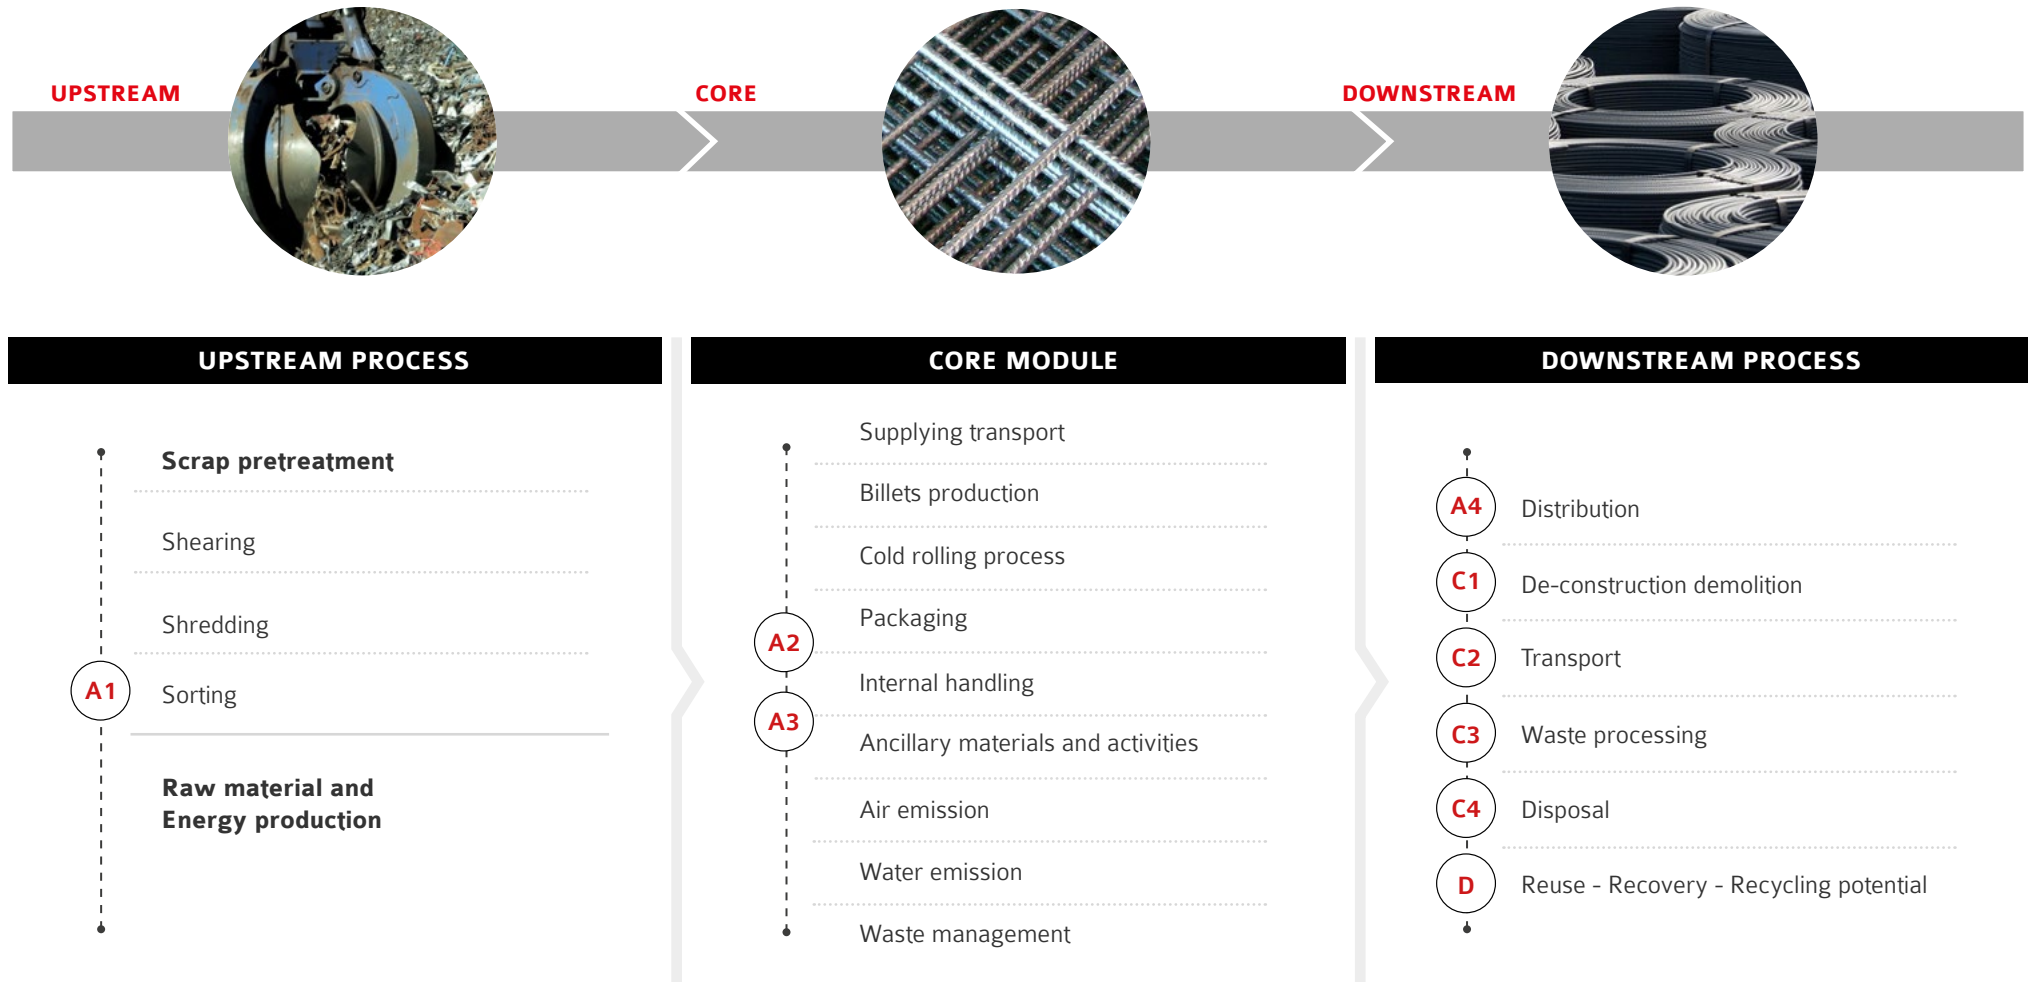 UPSTREAM
CORE
DOWNSTREAM
UPSTREAM PROCESS
Scrap pretreatment
Shearing
Shredding
A1
Sorting
Raw material and
Energy production
CORE MODULE
Supplying transport
Billets production
Cold rolling process
Packaging
A2
Internal handling
A3
Ancillary materials and activities
Air emission
Water emission
Waste management
DOWNSTREAM PROCESS
A4 Distribution
C1 De-construction demolition
C2 Transport
C3 Waste processing
C4 Disposal
D Reuse - Recovery - Recycling potential